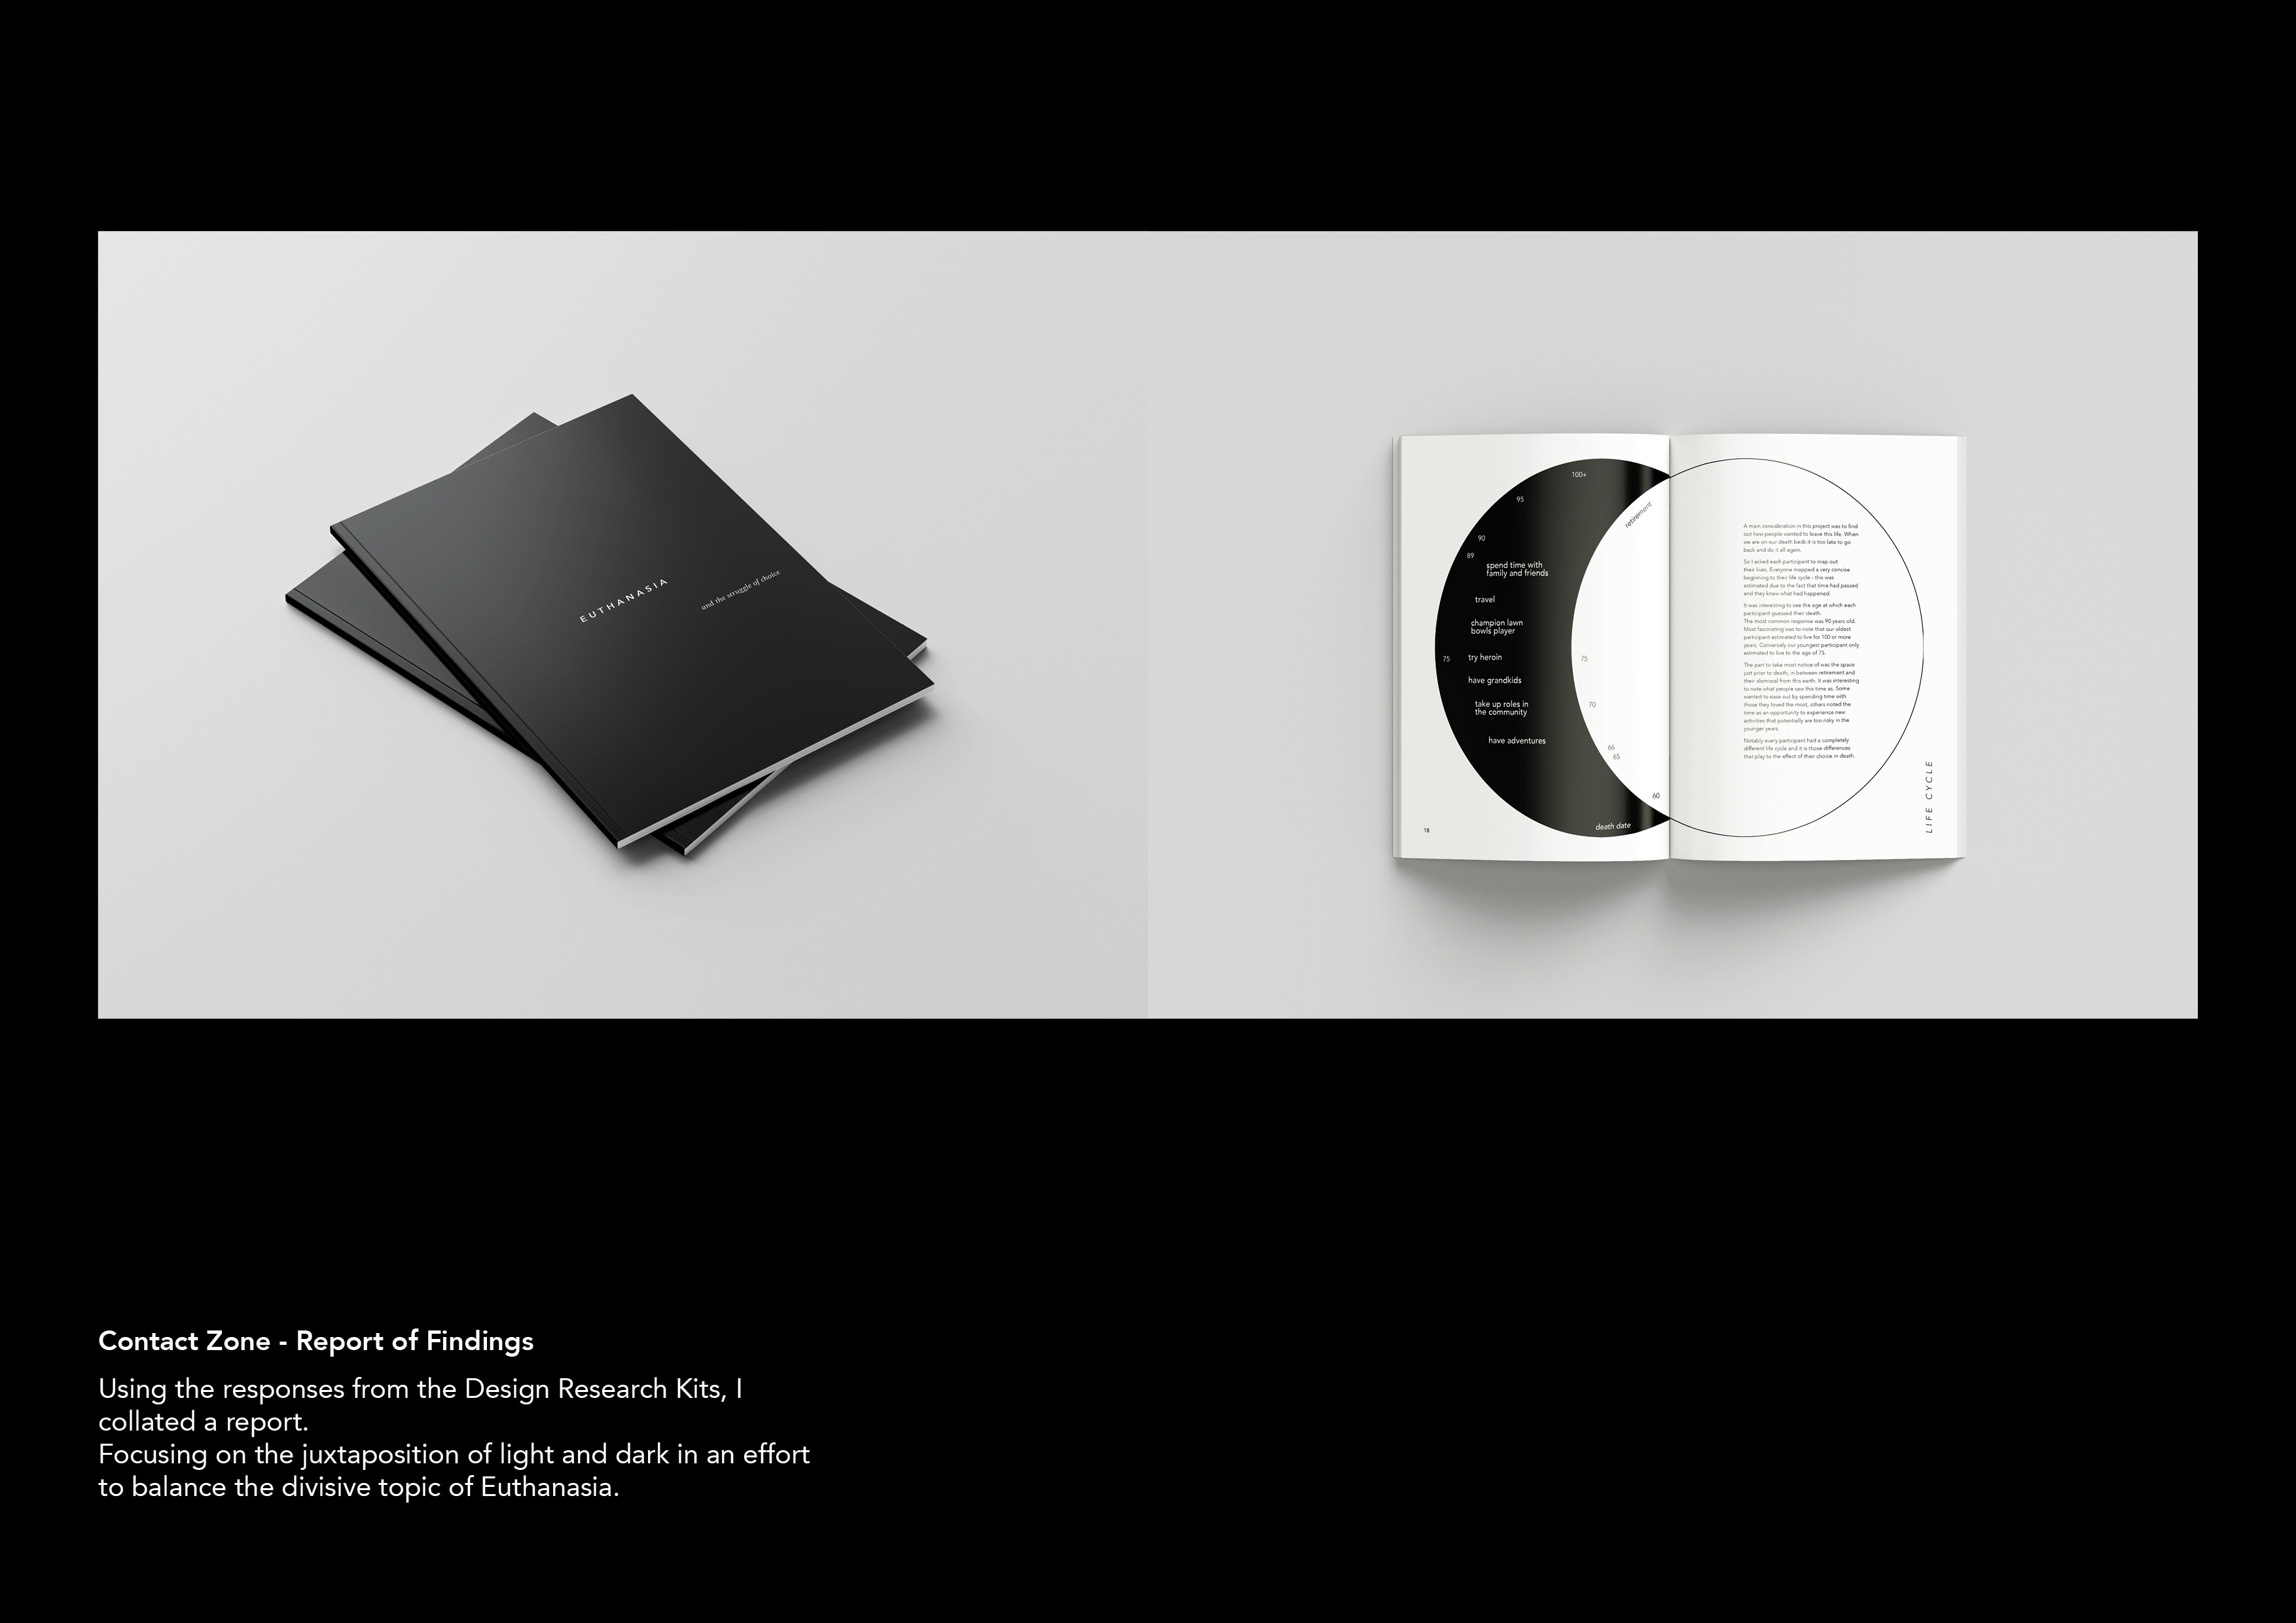 EUTHANASIA
and the struggle of choice
100+
95
90
89
spend time with
family and friends
travel
champion lawn
bowls player
75
try heroin
have grandkids
take up roles in
the community
have adventures
death date
18
retirement
75
70
66
65
60
A main consideration in this project was to find
out how people wanted to leave this life. When
we are on our death beds it is too late to go
back and do it all again.
So I asked each participant to map out
their lives. Everyone mapped a very concise
beginning to their life cycle - this was
estimated due to the fact that time had passed
and they knew what had happened.
It was interesting to see the age at which each
participant guessed their death.
The most common response was 90 years old.
Most fascinating was to note that our oldest
participant estimated to live for 100 or more
years. Conversely our youngest participant only
estimated to live to the age of 75.
The part to take most notice of was the space
just prior to death; in between retirement and
their dismissal from this earth. It was interesting
to note what people saw this time as. Some
wanted to ease out by spending time with
those they loved the most, others noted the
time as an opportunity to experience new
activities that potentially are too risky in the
younger years.
Notably every participant had a completely
different life cycle and it is those differences
that play to the effect of their choice in death.
LIFE CYCLE
Contact Zone - Report of Findings
Using the responses from the Design Research Kits, I
collated a report.
Focusing on the juxtaposition of light and dark in an effort
to balance the divisive topic of Euthanasia.